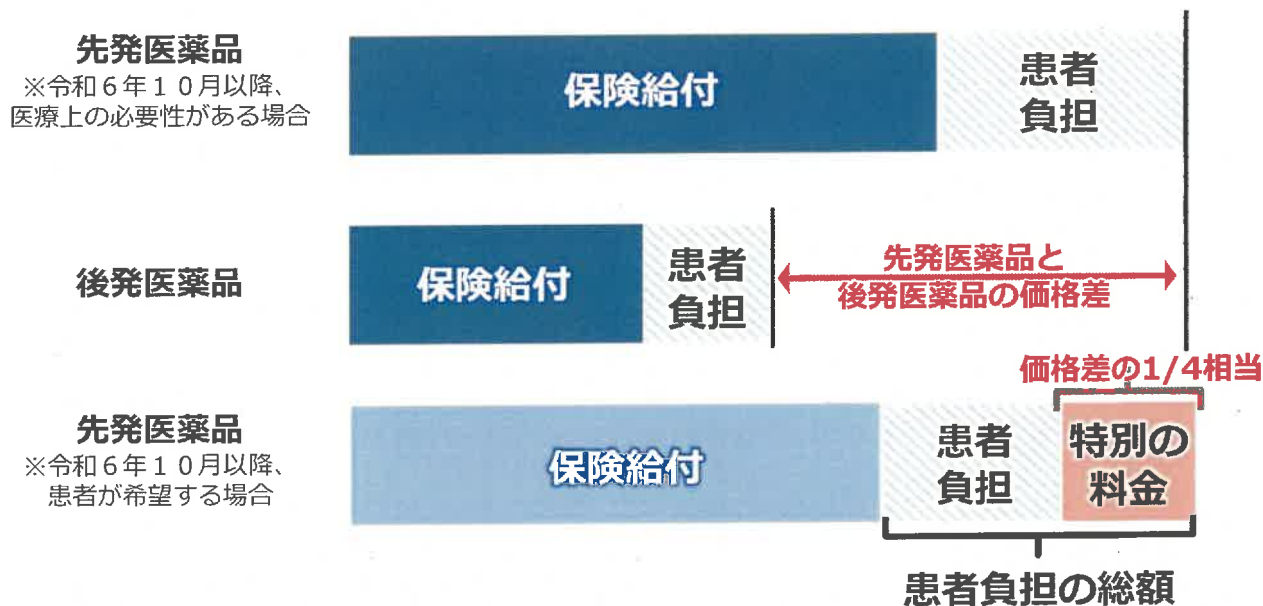 先発医薬品
※令和6年10月以降、
医療上の必要性がある場合
保険給付
患者
負担
後発医薬品
保険給付
患者
負担
先発医薬品と
後発医薬品の価格差
価格差の1/4相当
先発医薬品
※令和6年10月以降、
患者が希望する場合
保険給付
患者
負担
特別の
料金
患者負担の総額